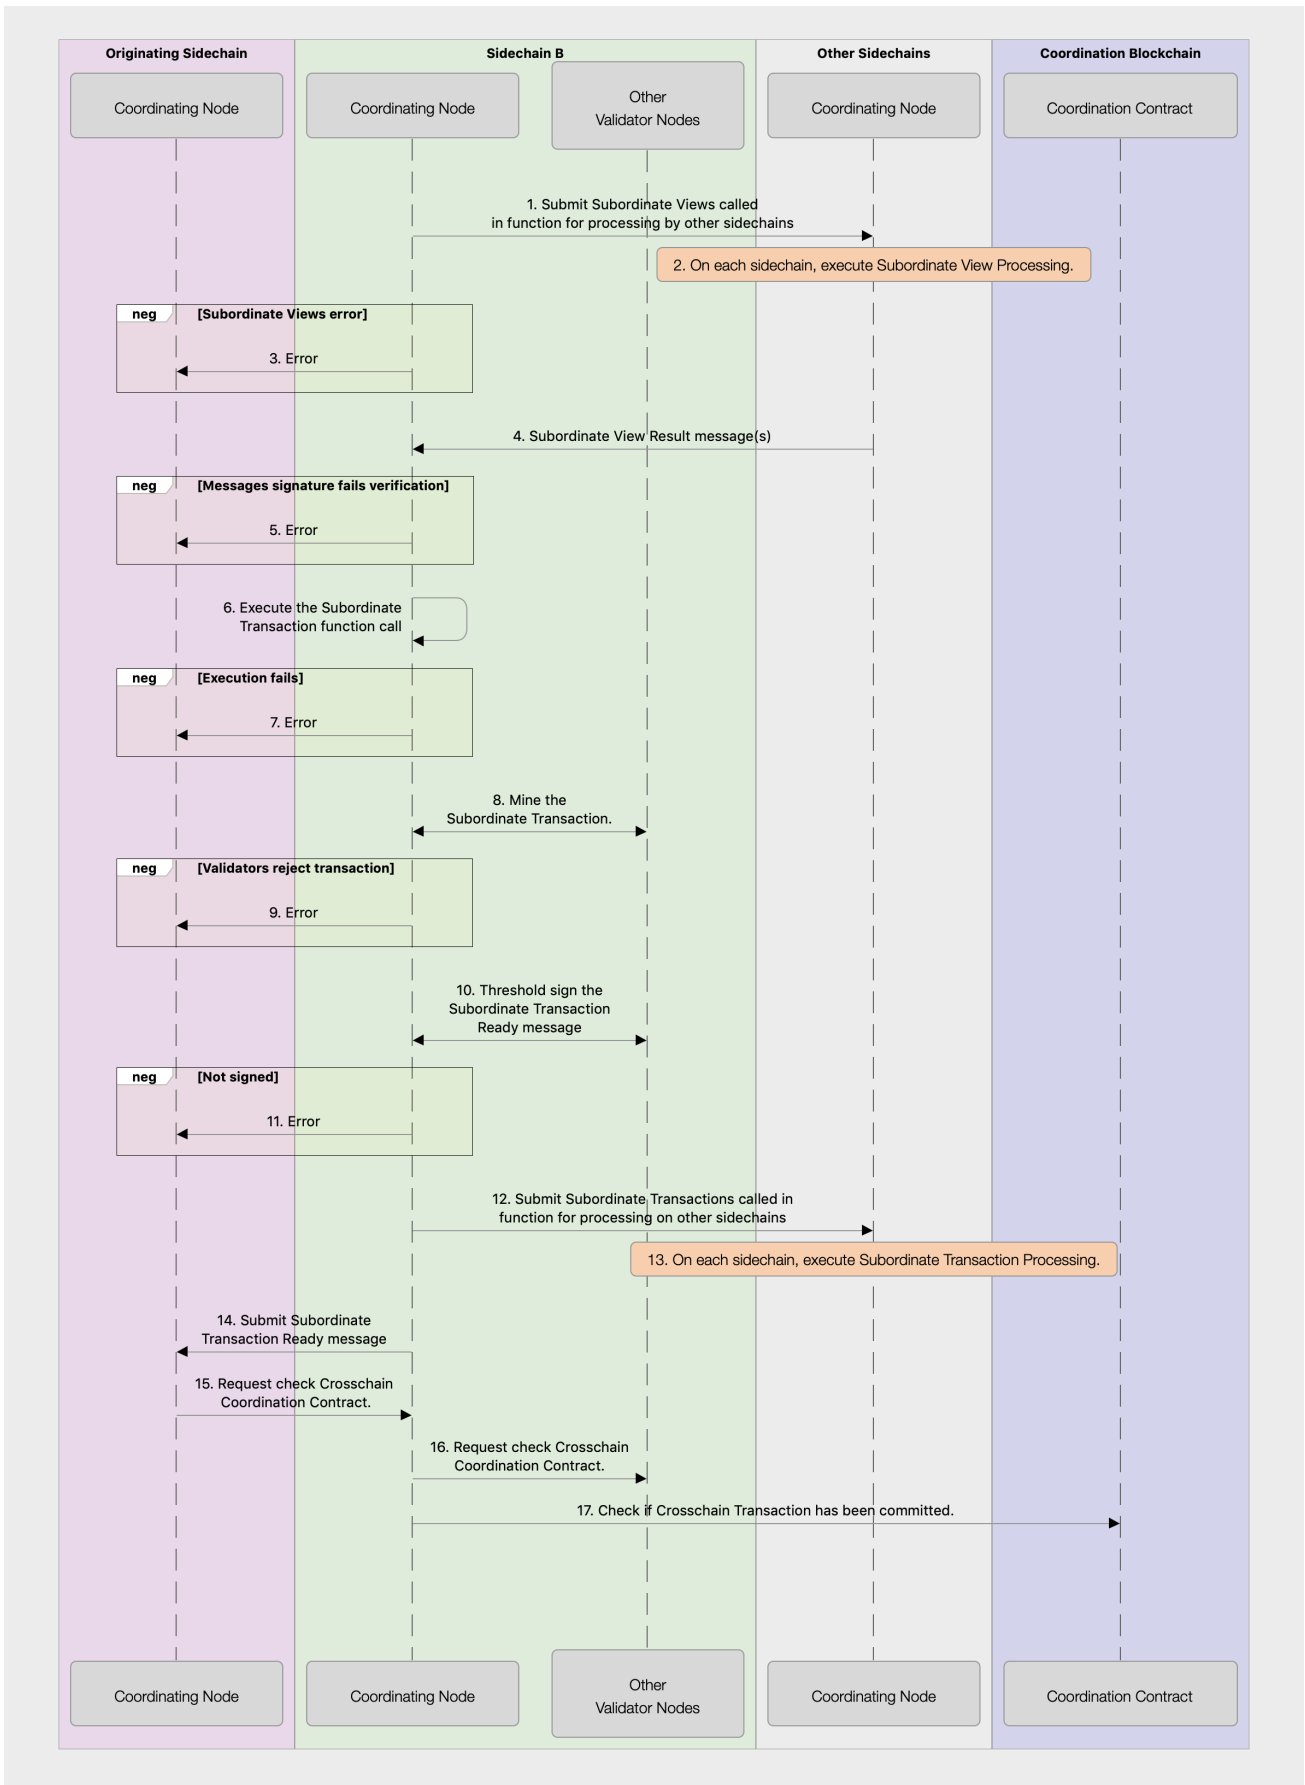 Originating Sidechain
Sidechain B
Other Sidechains
Coordination Blockchain
Coordinating Node
Coordinating Node
Other
Validator Nodes
Coordinating Node
Coordination Contract
1. Submit Subordinate Views called
in function for processing by other sidechains
2. On each sidechain, execute Subordinate View Processing.
neg
[Subordinate Views error]
3. Error
4. Subordinate View Result message(s)
neg
[Messages signature fails verification]
5. Error
6. Execute the Subordinate
Transaction function call
neg
[Execution fails]
7. Error
8. Mine the
Subordinate Transaction.
neg
[Validators reject transaction]
9. Error
10. Threshold sign the
Subordinate Transaction
Ready message
neg
[Not signed]
11. Error
12. Submit Subordinate Transactions called in
function for processing on other sidechains
13. On each sidechain, execute Subordinate Transaction Processing.
14. Submit Subordinate
Transaction Ready message
15. Request check Crosschain
Coordination Contract.
16. Request check Crosschain
Coordination Contract.
17. Check if Crosschain Transaction has been committed.
Coordinating Node
Coordinating Node
Other
Validator Nodes
Coordinating Node
Coordination Contract